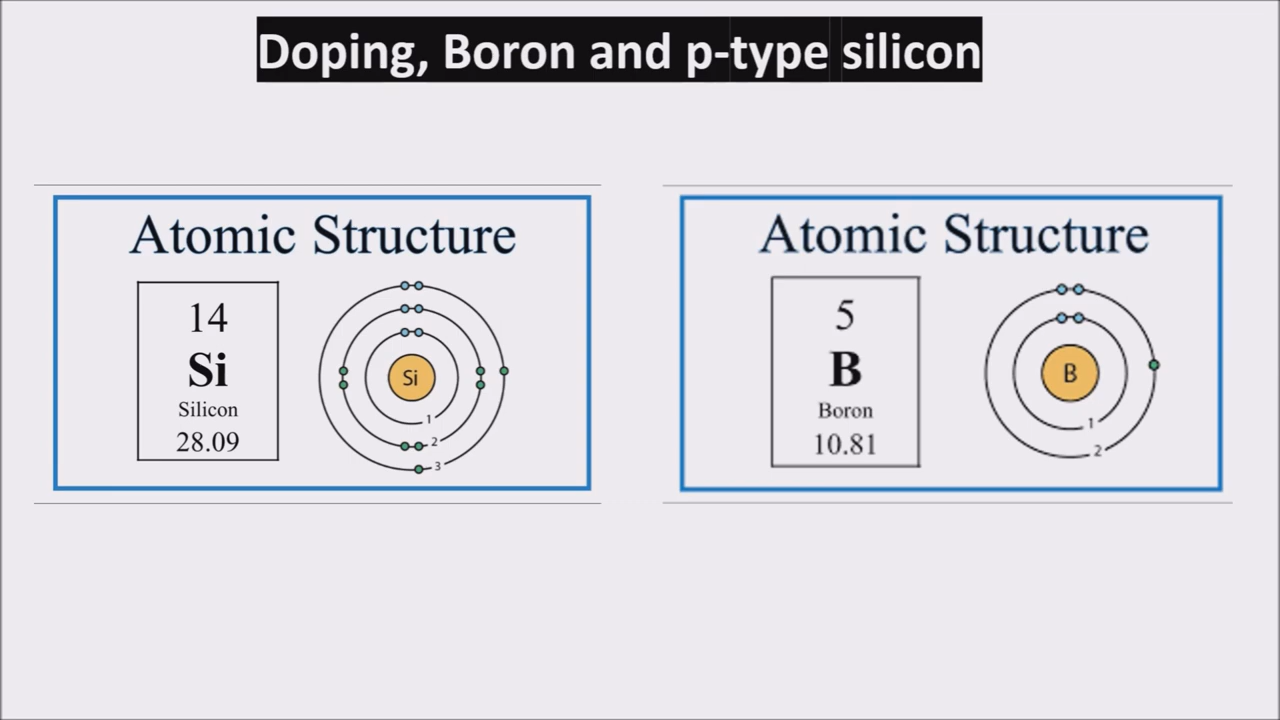 Doping, Boron and p-type silicon
Atomic Structure
14
Si
Silicon
28.09
Si
1
2
3
Atomic Structure
5
B
Boron
10.81
B
1
2